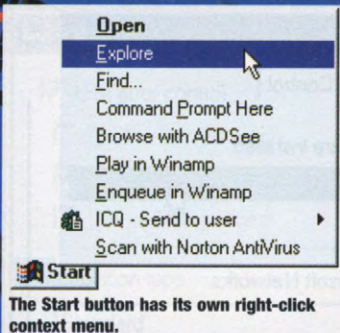 Open
Explore
Find...
Command Prompt Here
Browse with ACDSee
Play in Winamp
Enqueue in Winamp
ICQ - Send to user
Scan with Norton AntiVirus
Start
The Start button has its own right-click
context menu.